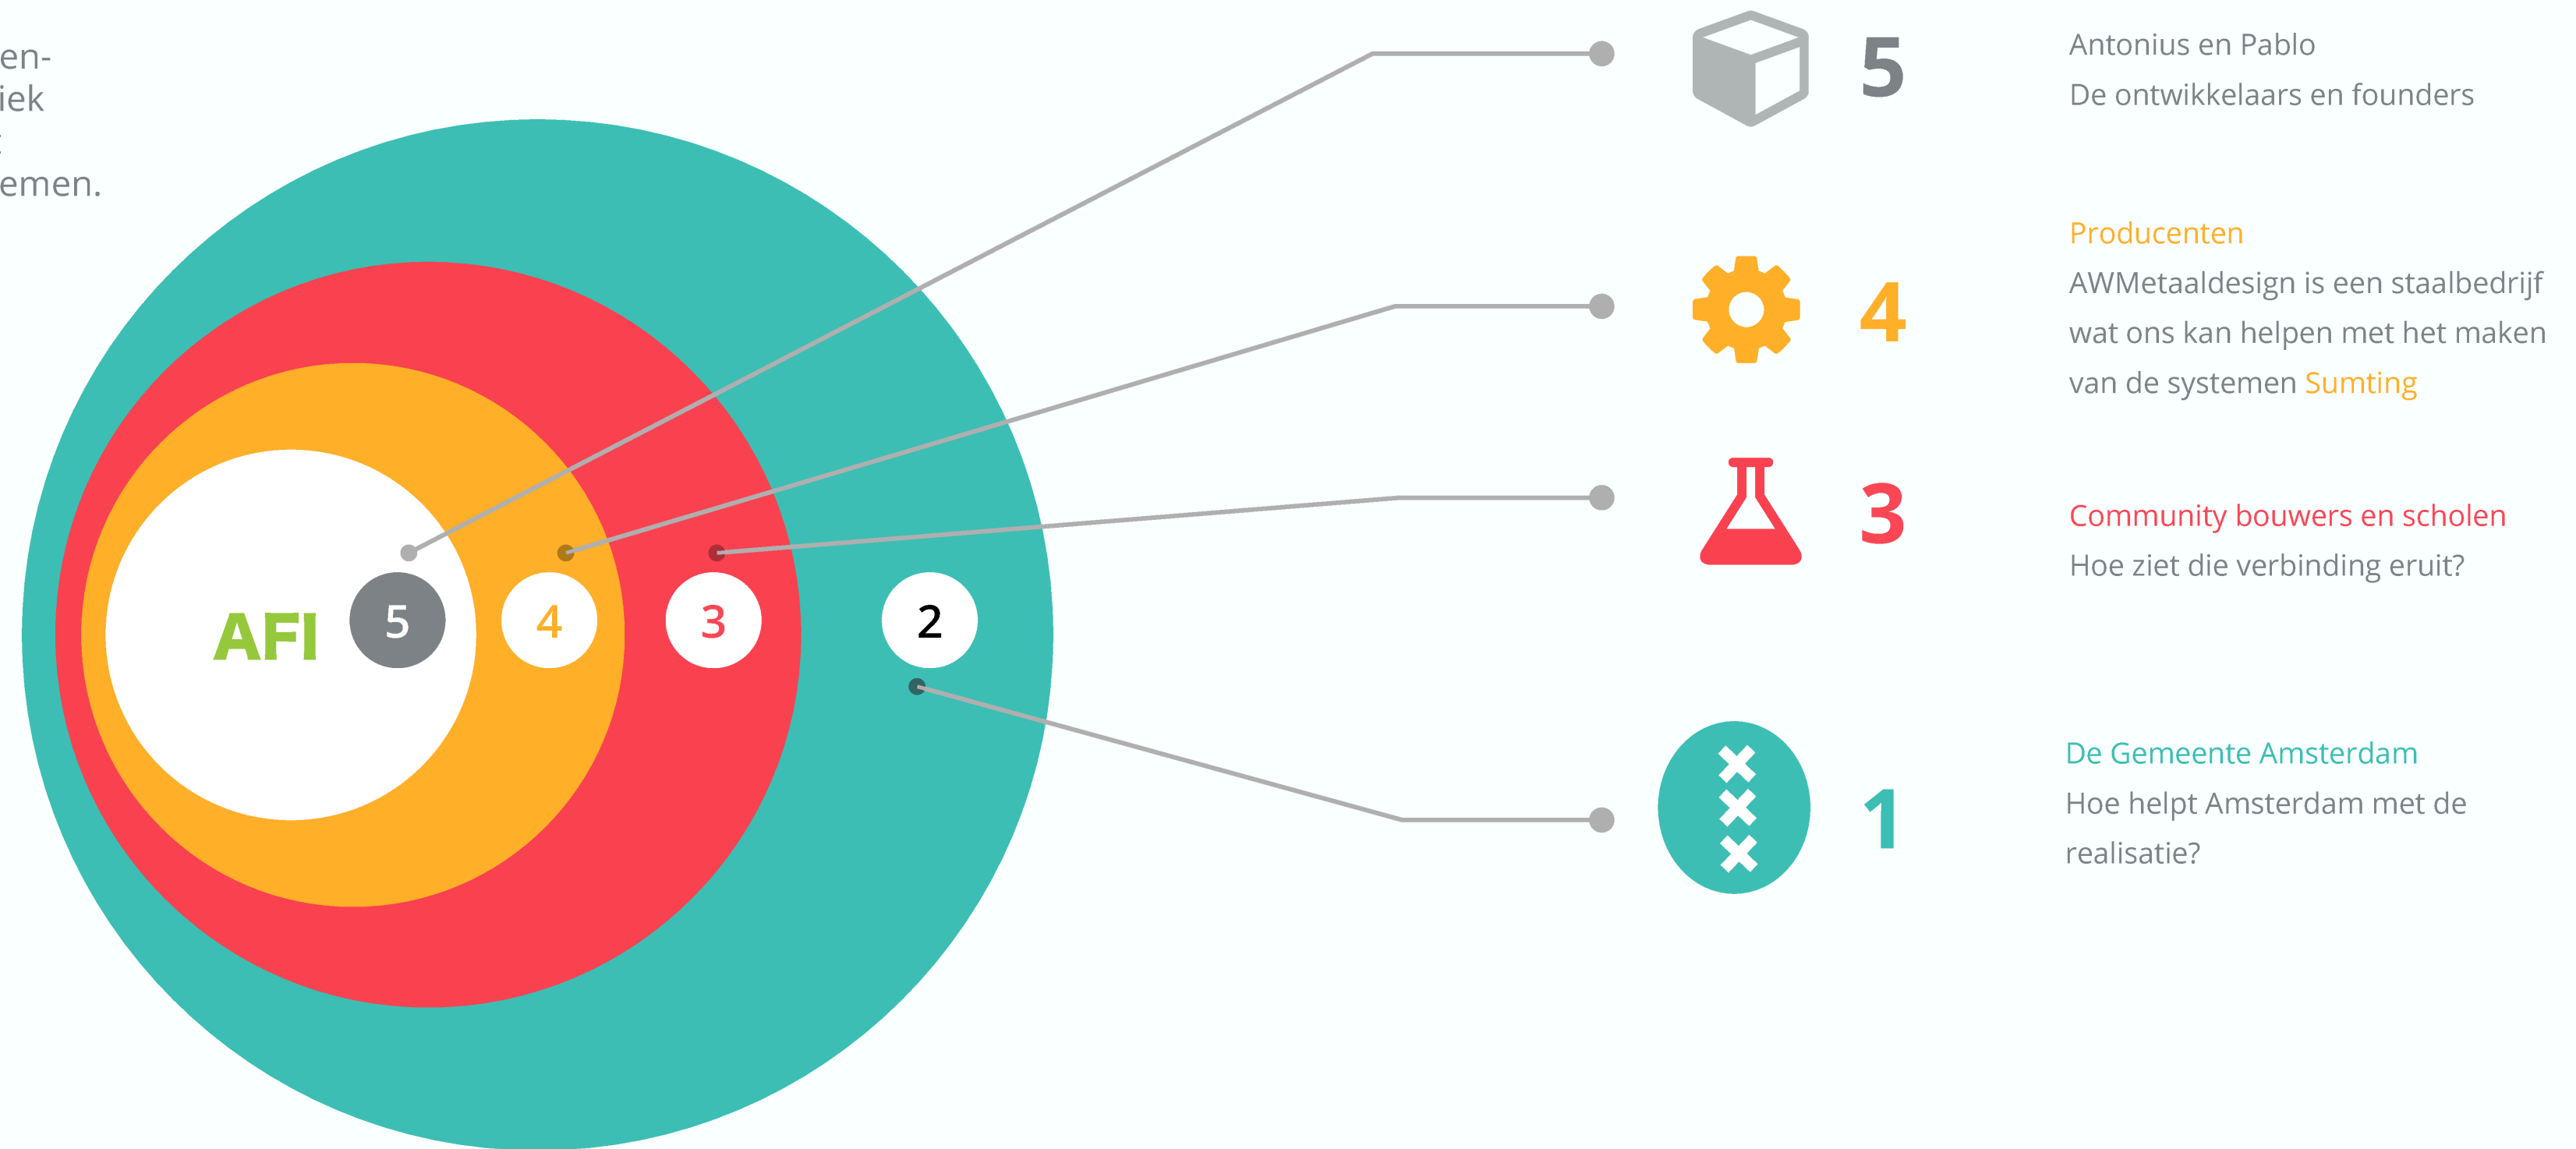 en-
iek
emen.
AFI
5
4
3
2
5
Antonius en Pablo
De ontwikkelaars en founders
4
Producenten
AWMetaaldesign is een staalbedrijf
wat ons kan helpen met het maken
van de systemen Sumting
3
Community bouwers en scholen
Hoe ziet die verbinding eruit?
1
De Gemeente Amsterdam
Hoe helpt Amsterdam met de
realisatie?